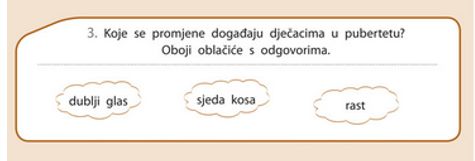 3. Koje se promjene događaju dječacima u pubertetu?
Oboji oblačiće s odgovorima.
dublji glas
sjeda kosa
rast